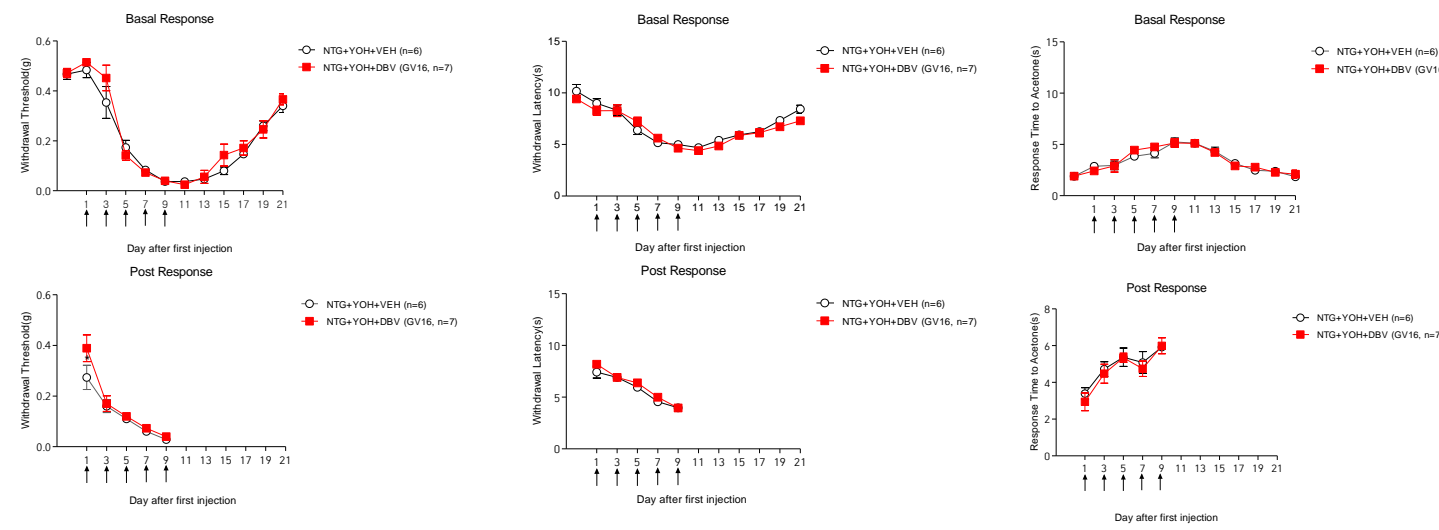 Basal Response
Withdrawal Threshold(g)
0.6
0.4
0.2
0.0
1 3 5 7 9 11 13 15 17 19 21
Day after first injection
NTG+YOH+VEH (n=6)
NTG+YOH+DBV (GV16, n=7)
Basal Response
Withdrawal Latency(s)
15
10
5
0
1 3 5 7 9 11 13 15 17 19 21
Day after first injection
NTG+YOH+VEH (n=6)
NTG+YOH+DBV (GV16, n=7)
Basal Response
Response Time to Acetone(s)
15
10
5
0
1 3 5 7 9 11 13 15 17 19 21
Day after first injection
NTG+YOH+VEH (n=6)
NTG+YOH+DBV (GV16
Post Response
Withdrawal Threshold(g)
0.6
0.4
0.2
0.0
1 3 5 7 9 11 13 15 17 19 21
Day after first injection
NTG+YOH+VEH (n=6)
NTG+YOH+DBV (GV16, n=7)
Post Response
Withdrawal Latency(s)
15
10
5
0
1 3 5 7 9 11 13 15 17 19 21
Day after first injection
NTG+YOH+VEH (n=6)
NTG+YOH+DBV (GV16, n=7)
Post Response
Response Time to Acetone(s)
8
6
4
2
0
1 3 5 7 9 11 13 15 17 19 21
Day after first injection
NTG+YOH+VEH (n=6)
NTG+YOH+DBV (GV16, n=7